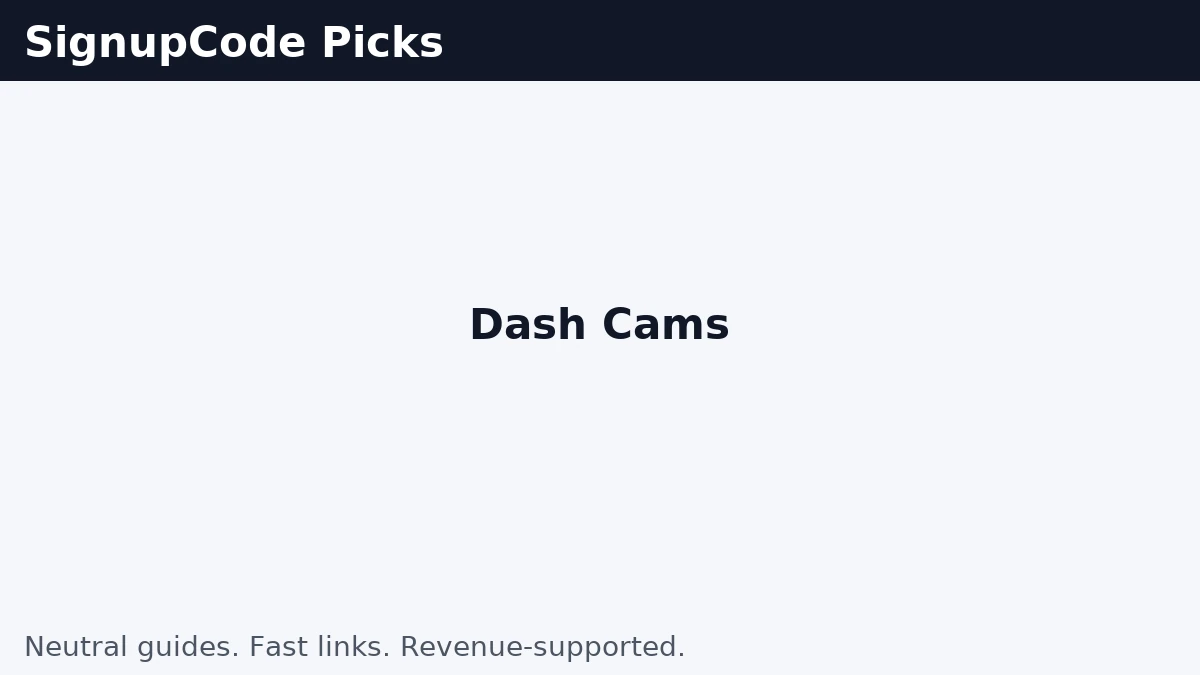 SignupCode Picks
Dash Cams
Neutral guides. Fast links. Revenue-supported.